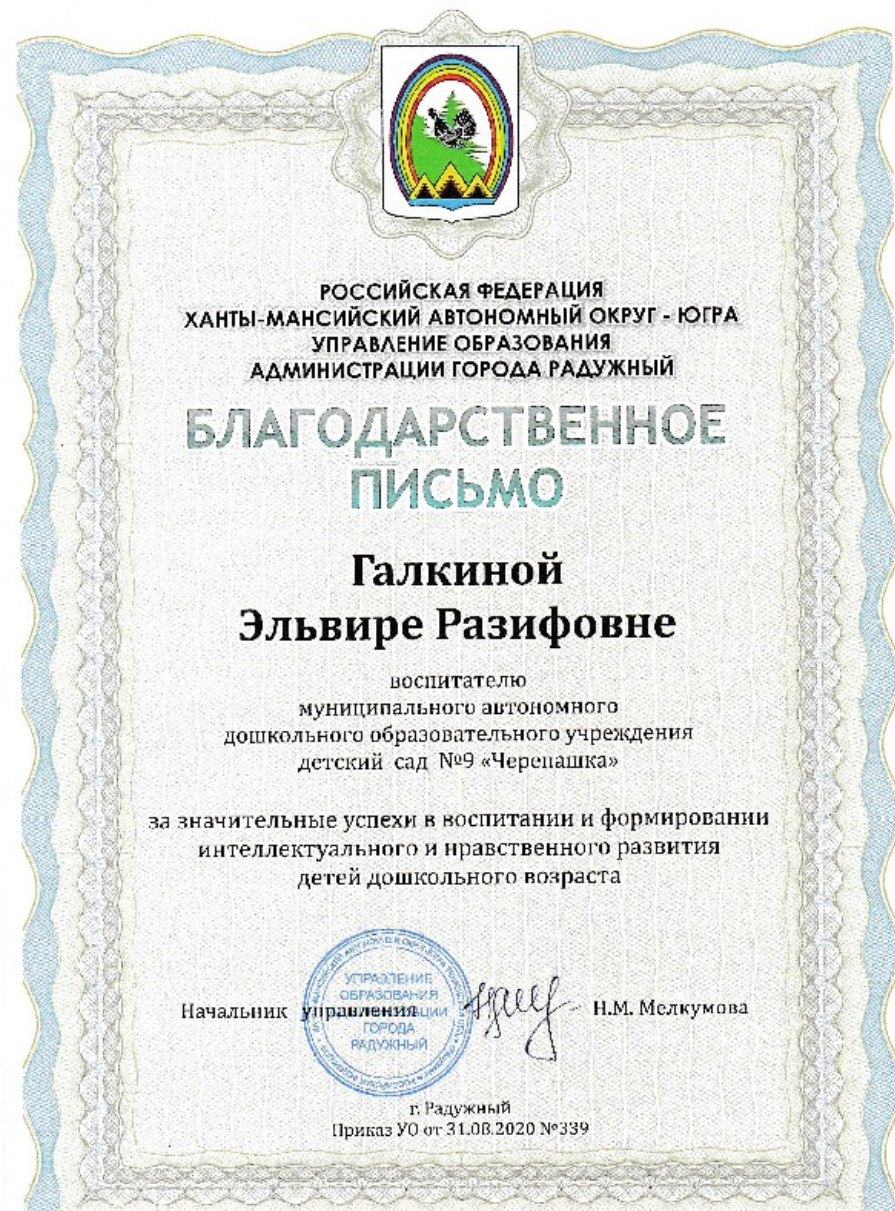 РОССИЙСКАЯ ФЕДЕРАЦИЯ
ХАНТЫ-МАНСИЙСКИЙ АВТОНОМНЫЙ ОКРУГ - ЮГРА
УПРАВЛЕНИЕ ОБРАЗОВАНИЯ
АДМИНИСТРАЦИИ ГОРОДА РАДУЖНЫЙ
БЛАГОДАРСТВЕННОЕ
ПИСЬМО
Галкиной
Эльвире Разифовне
воспитателю
муниципального автономного
дошкольного образовательного учреждения
детский сад №9 «Черепашка»
за значительные успехи в воспитании и формировании
интеллектуального и нравственного развития
детей дошкольного возраста
Начальник управления Н.М. Мелкумова
УПРАВЛЕНИЕ
ОБРАЗОВАНИЯ
АДМИНИСТРАЦИИ
ГОРОДА
РАДУЖНЫЙ
г. Радужный
Приказ УО от 31.08.2020 №339